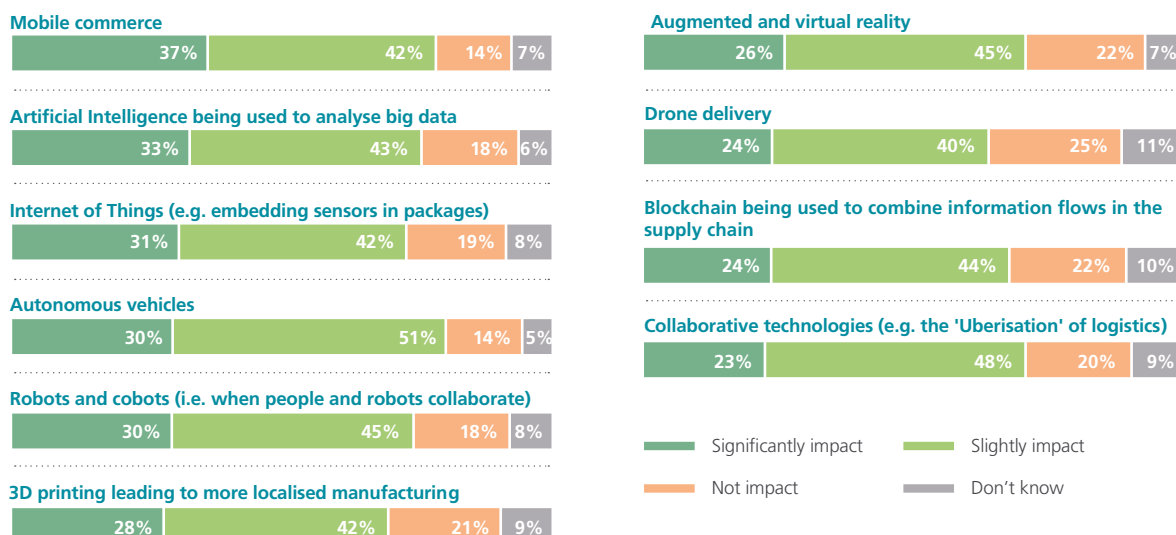 Mobile commerce
37% 42% 14% 7%
Artificial Intelligence being used to analyse big data
33% 43% 18% 6%
Internet of Things (e.g. embedding sensors in packages)
31% 42% 19% 8%
Autonomous vehicles
30% 51% 14% 5%
Robots and cobots (i.e. when people and robots collaborate)
30% 45% 18% 8%
3D printing leading to more localised manufacturing
28% 42% 21% 9%
Augmented and virtual reality
26% 45% 22% 7%
Drone delivery
24% 40% 25% 11%
Blockchain being used to combine information flows in the
supply chain
24% 44% 22% 10%
Collaborative technologies (e.g. the 'Uberisation' of logistics)
23% 48% 20% 9%
Significantly impact Slightly impact
Not impact Don’t know